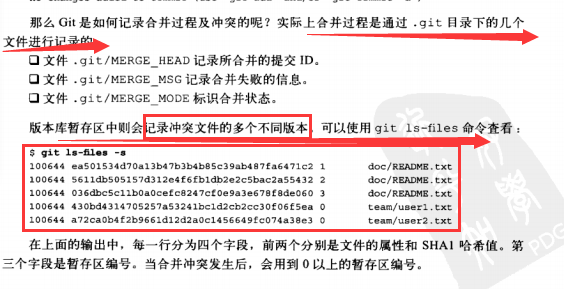 那么 Git 是如何记录合并过程及冲突的呢？实际上合并过程是通过 .git 目录下的几个
文件进行记录的
❑ 文件 .git/MERGE_HEAD 记录所合并的提交 ID。
❑ 文件 .git/MERGE_MSG 记录合并失败的信息。
❑ 文件 .git/MERGE_MODE 标识合并状态。
版本库暂存区中则会记录冲突文件的多个不同版本，可以使用 git ls-files 命令查看：
$ git ls-files -s
100644 ea501534d70a13b47b3b4b85c39ab487fa6471c2 1 doc/README.txt
100644 5611db505157d312e4f6fb1db2e2c5bac2a55432 2 doc/README.txt
100644 036dbc5c11b0a0cefc8247cf0e9a3e678f8de060 3 doc/README.txt
100644 430bd4314705257a53241bc1d2cb2cc30f06f5ea 0 team/user1.txt
100644 a72ca0b4f2b9661d12d2a0c1456649fc074a38e3 0 team/user2.txt
在上面的输出中，每一行分为四个字段，前两个分别是文件的属性和 SHA1 哈希值。第
三个字段是暂存区编号。当合并冲突发生后，会用到 0 以上的暂存区编号。
PDG